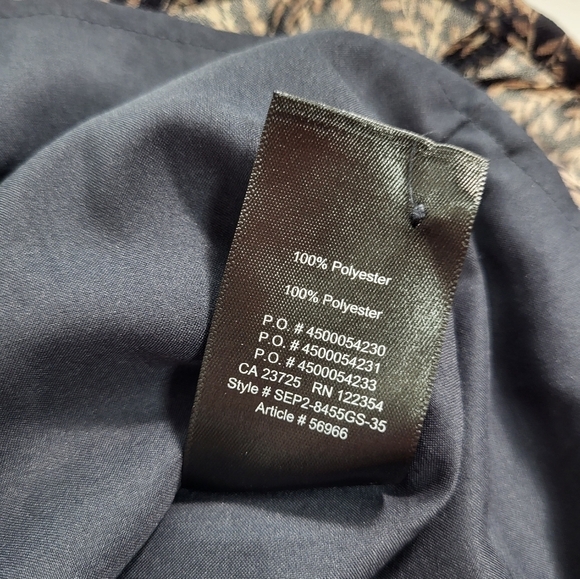 100% Polyester
100% Polyester
P.O. # 4500054230
P.O. # 4500054231
P.O. # 4500054233
CA 23725 RN 122354
Style # SEP2-8455GS-35
Article # 56966